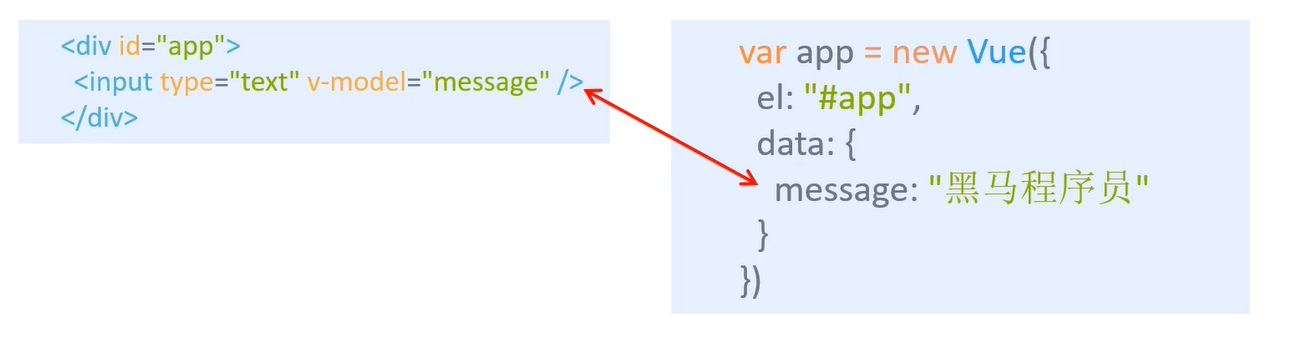 <div id="app">
<input type="text" v-model="message" />
</div>
var app = new Vue({
el: "#app",
data: {
message: "黑马程序员"
}
})